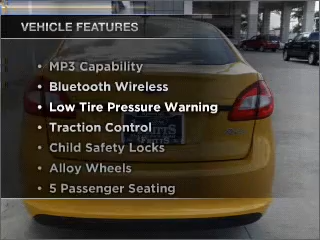 VEHICLE FEATURES
• MP3 Capability
• Bluetooth Wireless
• Low Tire Pressure Warning
• Traction Control
• Child Safety Locks
• Alloy Wheels
• 5 Passenger Seating